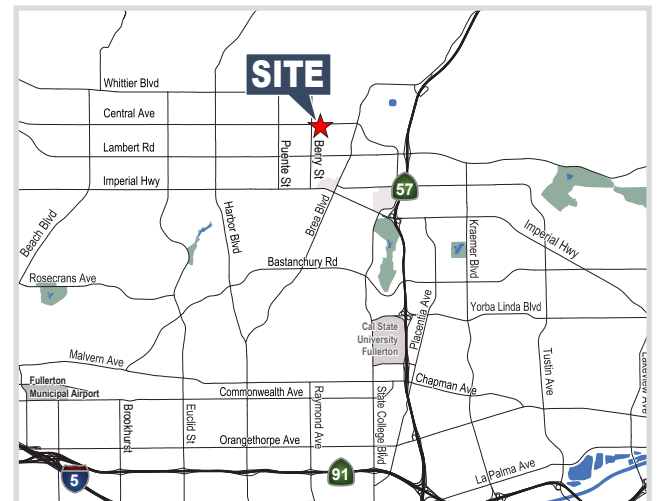 SITE
Whittier Blvd
Central Ave
Lambert Rd
Puente St
Berry St
Imperial Hwy
57
Beach Blvd
Harbor Blvd
Brea Blvd
Kraemer Blvd
Imperial Hwy
Bastanchury Rd
Rosecrans Ave
Placentia Ave
Yorba Linda Blvd
Cal State
University
Fullerton
Malvern Ave
Tustin Ave
Lakeview Ave
Fullerton
Municipal Airport
Commonwealth Ave
Chapman Ave
Brookhurst
Euclid St
Raymond Ave
State College Blvd
Orangethorpe Ave
La Palma Ave
5
91